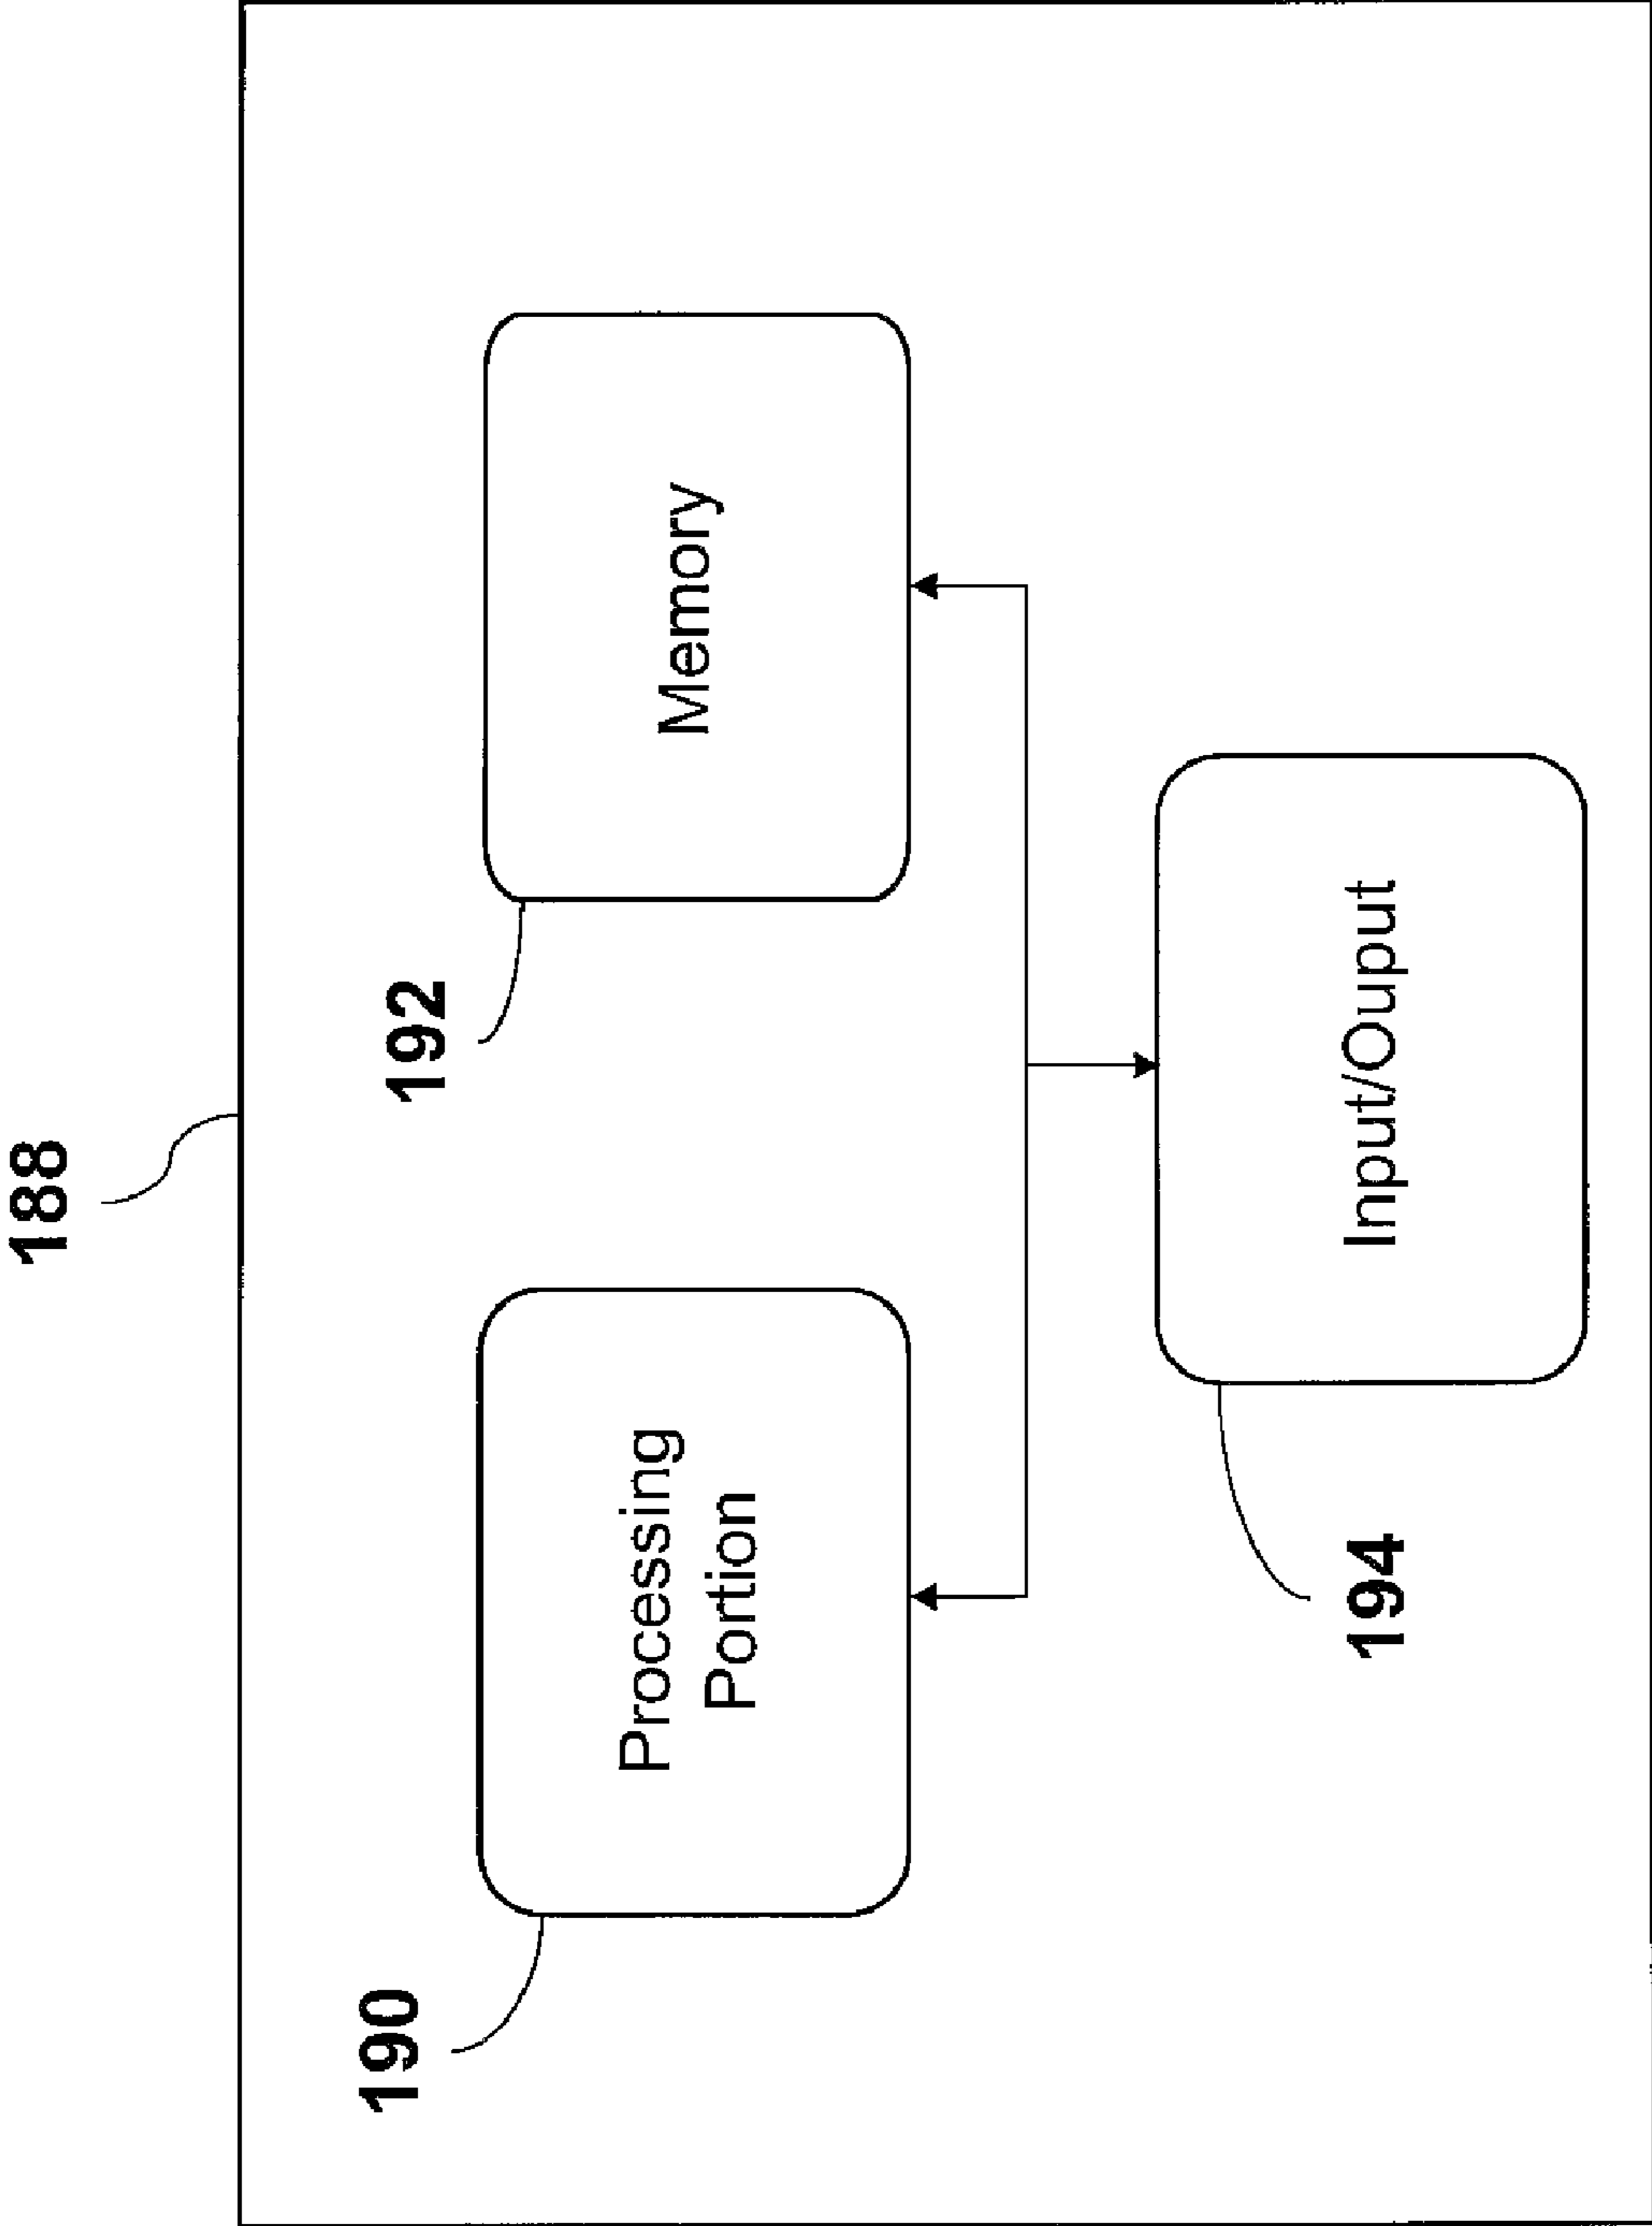 188
190
Processing
Portion
192
Memory
194
Input/Ouput